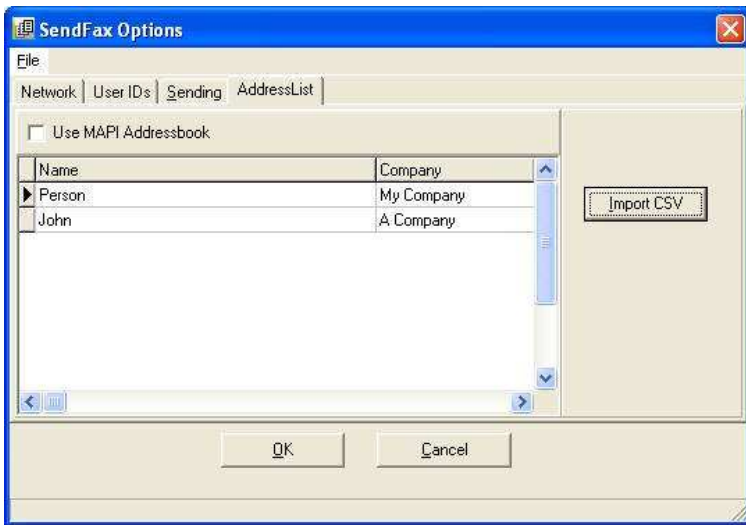 SendFax Options
File
Network User IDs Sending AddressList
Use MAPI Addressbook
Name Company
Person My Company
John A Company
Import CSV
OK Cancel